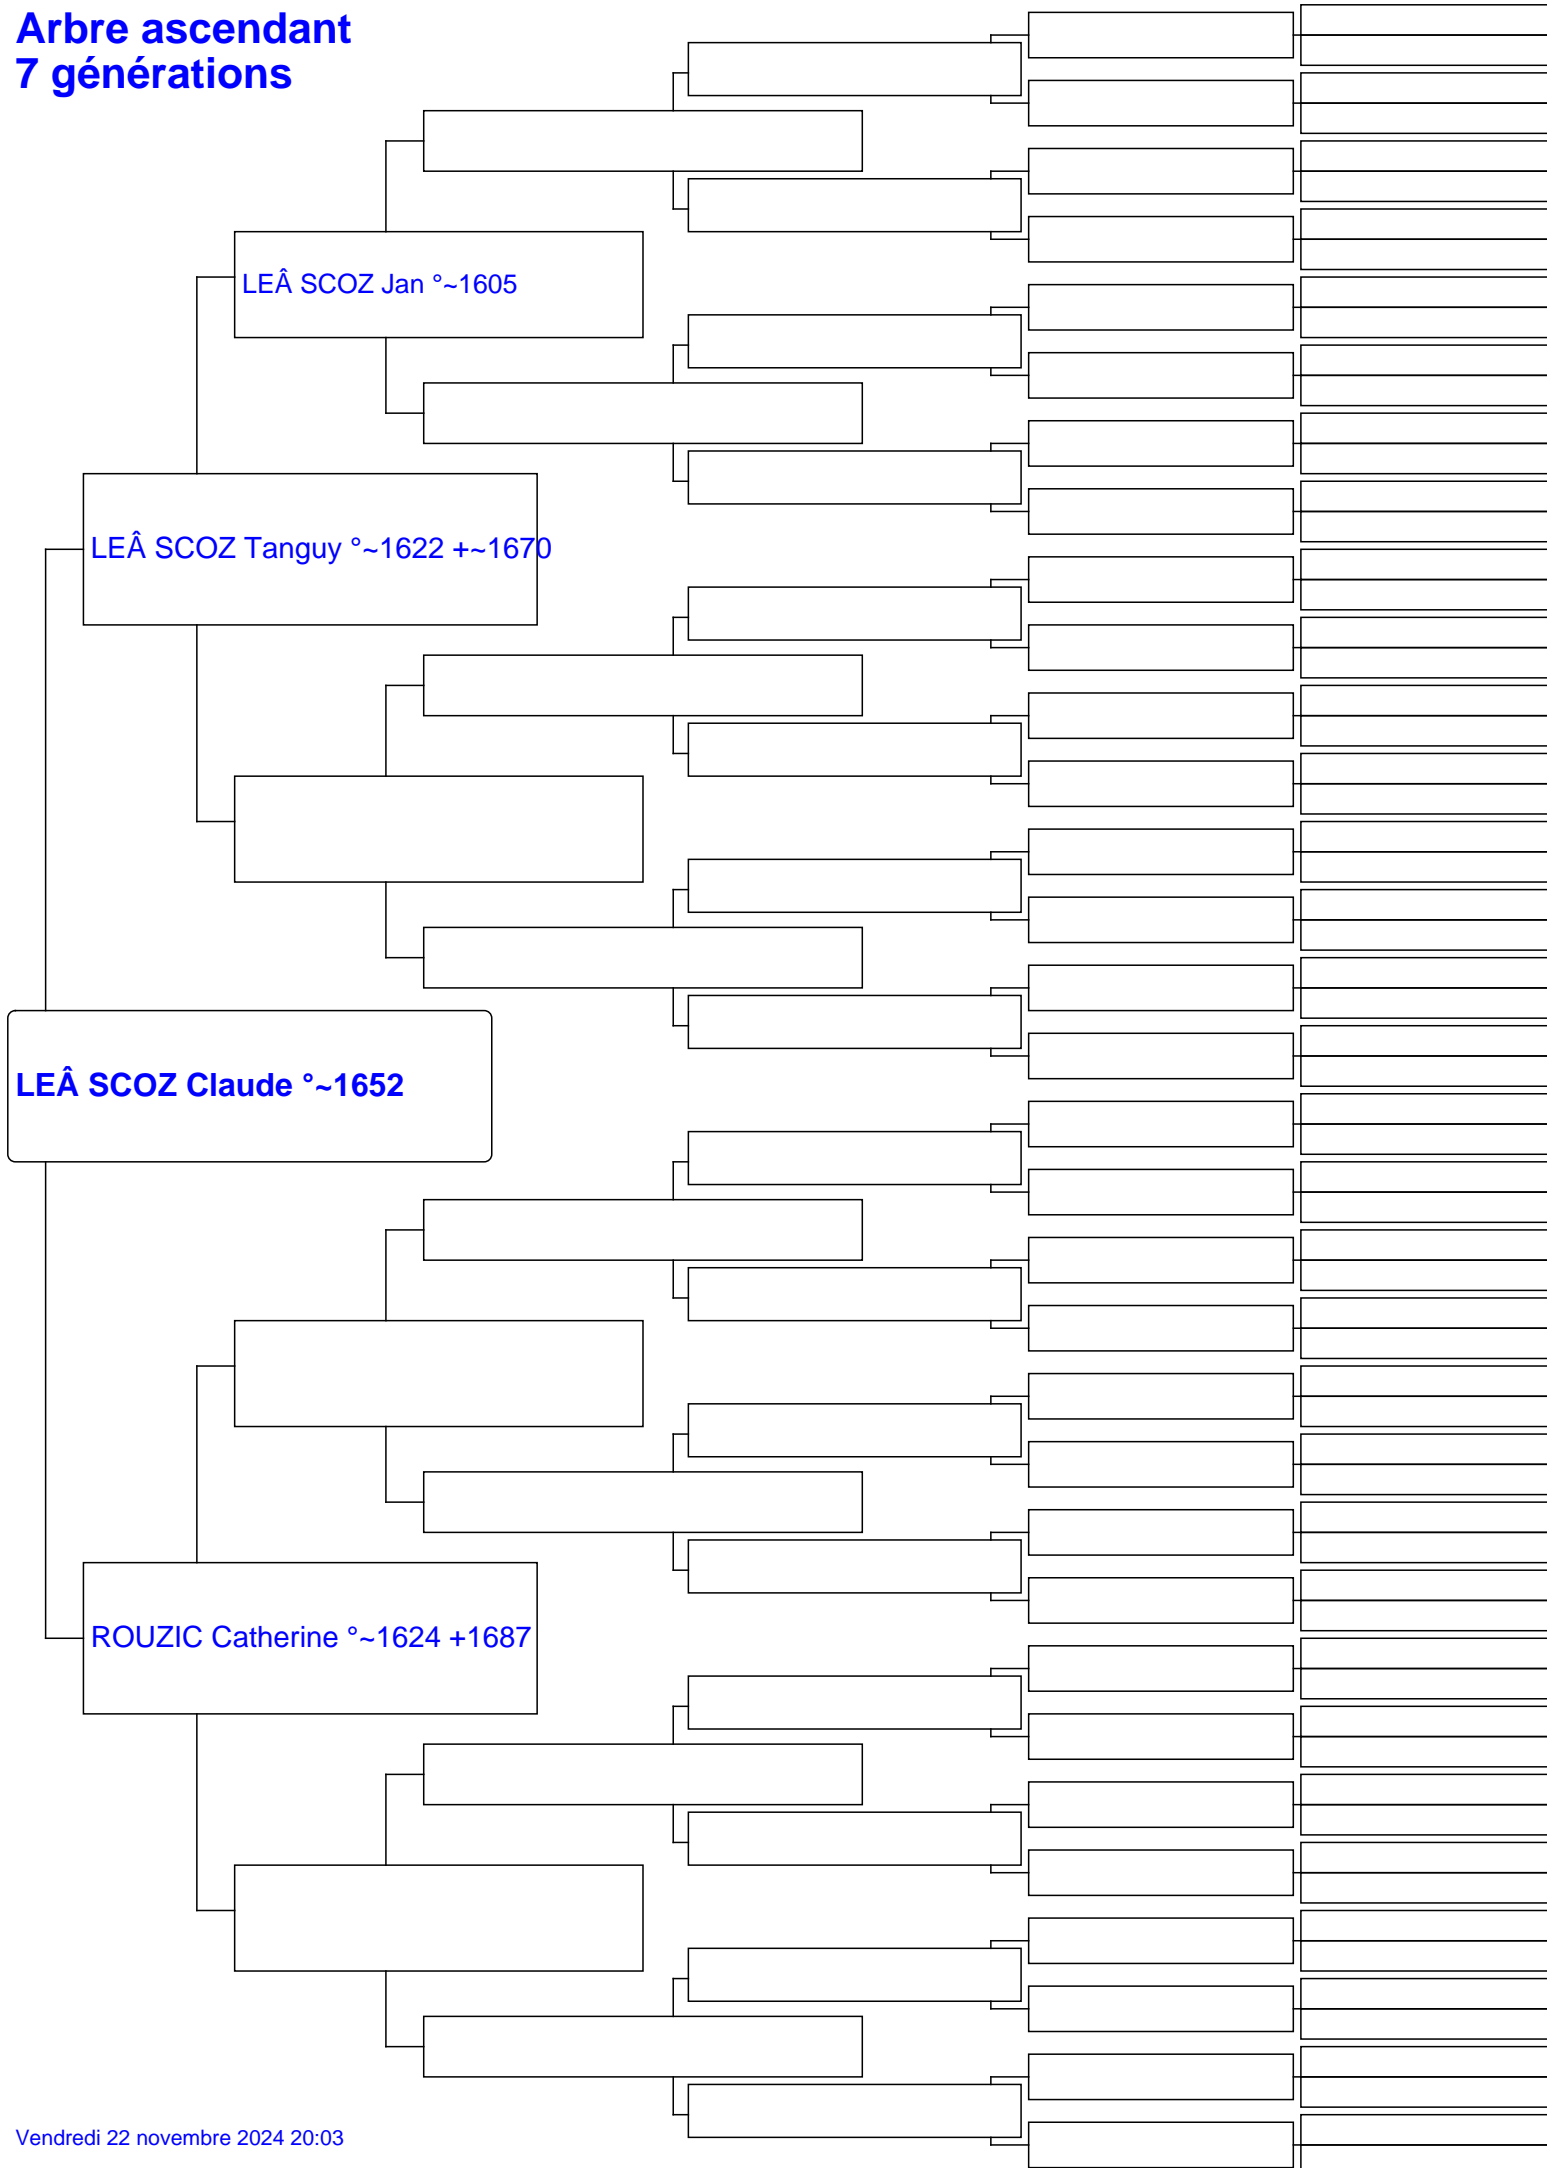 Arbre ascendant
7 générations
LEÂ SCOZ Jan °~1605
LEÂ SCOZ Tanguy °~1622 +~1670
LEÂ SCOZ Claude °~1652
ROUZIC Catherine °~1624 +1687
Vendredi 22 novembre 2024 20:03